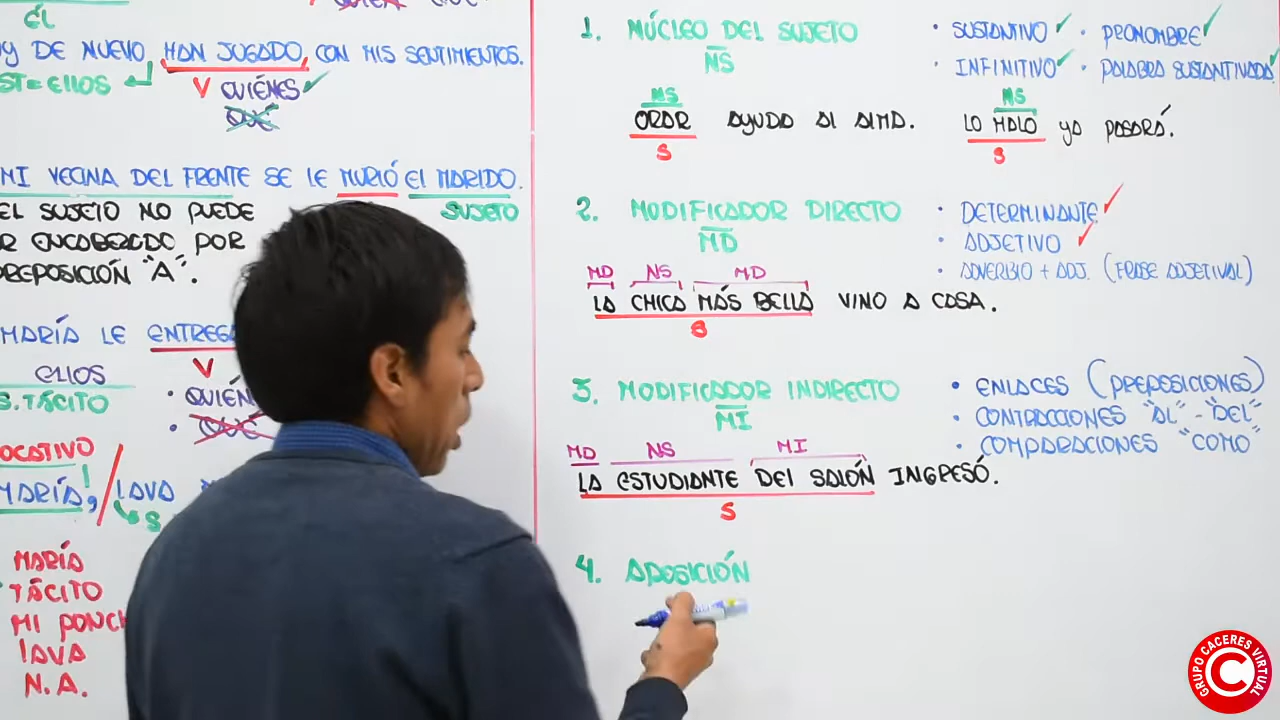 ÉL
Y DE NUEVO, HAN JUGADO, CON MIS SENTIMIENTOS.
ST = ELLOS
V QUIÉNES
QUÉ
MI VECINA DEL FRENTE SE LE MURIÓ EL MARIDO.
SUJETO
EL SUJETO NO PUEDE
R ENCABEZADO POR
PREPOSICIÓN "A".
MARÍA LE ENTREGA
ELLOS
V
S. TÁCITO
• QUIÉN
• QUÉ
OCATIVO
MARÍA, / LAVA
S
MARÍA
TÁCITO
MI PONCH
LAVA
N.A.
1. NÚCLEO DEL SUJETO
NS
• SUSTANTIVO • PRONOMBRE
• INFINITIVO • PALABRA SUSTANTIVADA
NS
ORAR AYUDA AL ALMA.
S
NS
LO MALO YA PASARÁ.
S
2. MODIFICADOR DIRECTO
MD
• DETERMINANTE
• ADJETIVO
• ADVERBIO + ADJ. (FRASE ADJETIVAL)
MD NS MD
LA CHICA MÁS BELLA VINO A CASA.
S
3. MODIFICADOR INDIRECTO
MI
• ENLACES (PREPOSICIONES)
• CONTRACCIONES "AL" - "DEL"
• COMPARACIONES "COMO"
MD NS MI
LA ESTUDIANTE DEL SALÓN INGRESÓ.
S
4. APOSICIÓN
GRUPO CACERES VIRTUAL
C